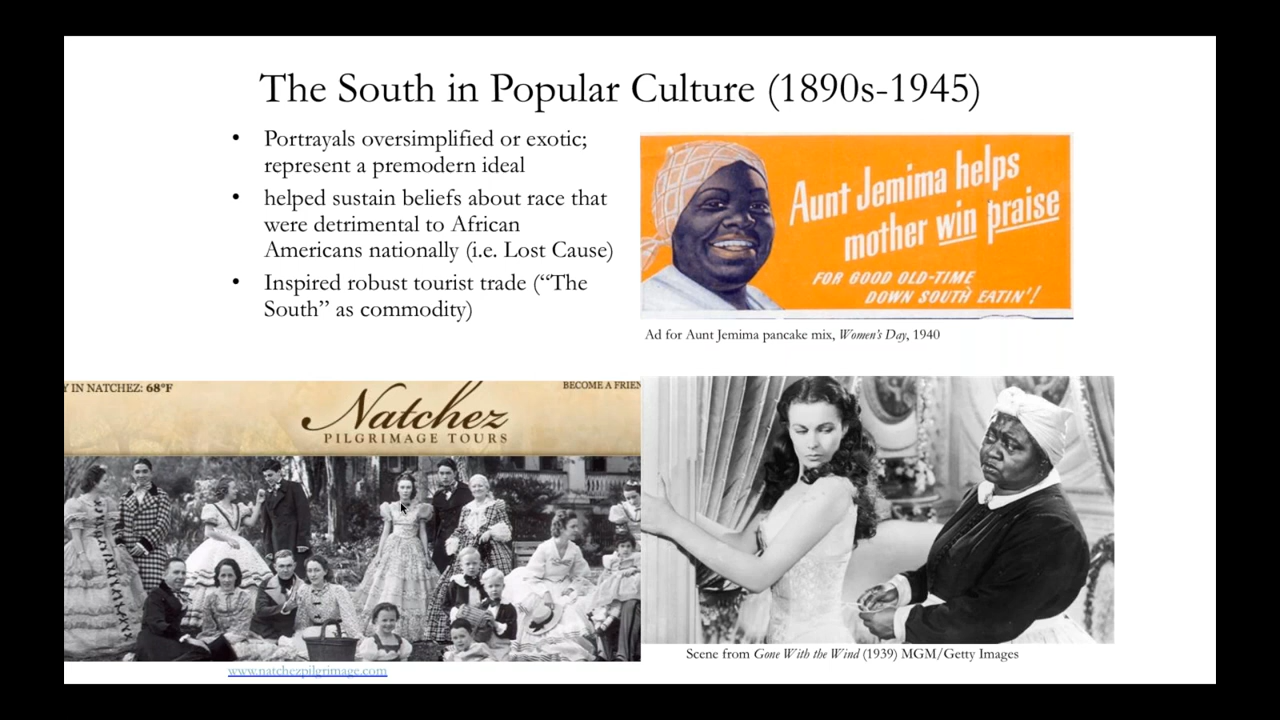 The South in Popular Culture (1890s-1945)
• Portrayals oversimplified or exotic;
represent a premodern ideal
• helped sustain beliefs about race that
were detrimental to African
Americans nationally (i.e. Lost Cause)
• Inspired robust tourist trade (“The
South” as commodity)
Aunt Jemima helps
mother win praise
FOR GOOD OLD-TIME
DOWN SOUTH EATIN'!
Ad for Aunt Jemima pancake mix, Women's Day, 1940
Y IN NATCHEZ: 68°F
BECOME A FRIEN
Natchez
PILGRIMAGE TOURS
Scene from Gone With the Wind (1939) MGM/Getty Images
www.natchezpilgrimage.com